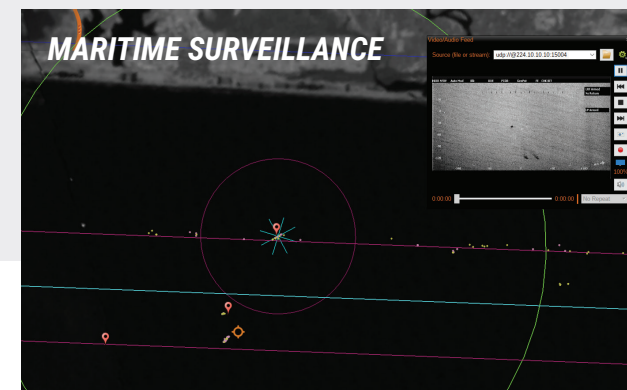 MARITIME SURVEILLANCE
Video/Audio Feed
Source (file or stream): udp://@224.10.10.10:15004
100%
0:00:00
0:00:00
No Repeat